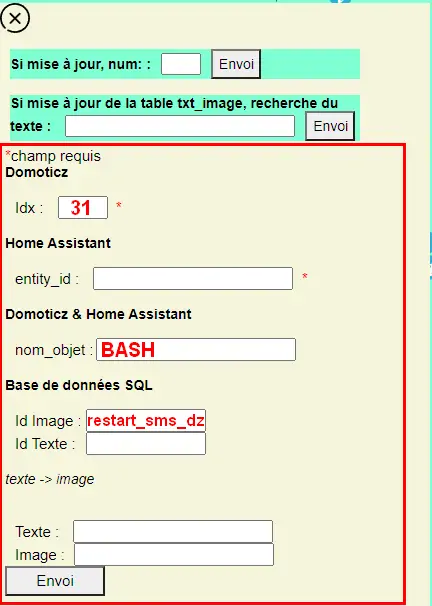 Si mise à jour, num: : Envoi
Si mise à jour de la table txt_image, recherche du
texte : Envoi
*champ requis
Domoticz
Idx : 31 *
Home Assistant
entity_id : *
Domoticz & Home Assistant
nom_objet : BASH
Base de données SQL
Id Image : restart_sms_dz
Id Texte :
texte -> image
Texte :
Image :
Envoi